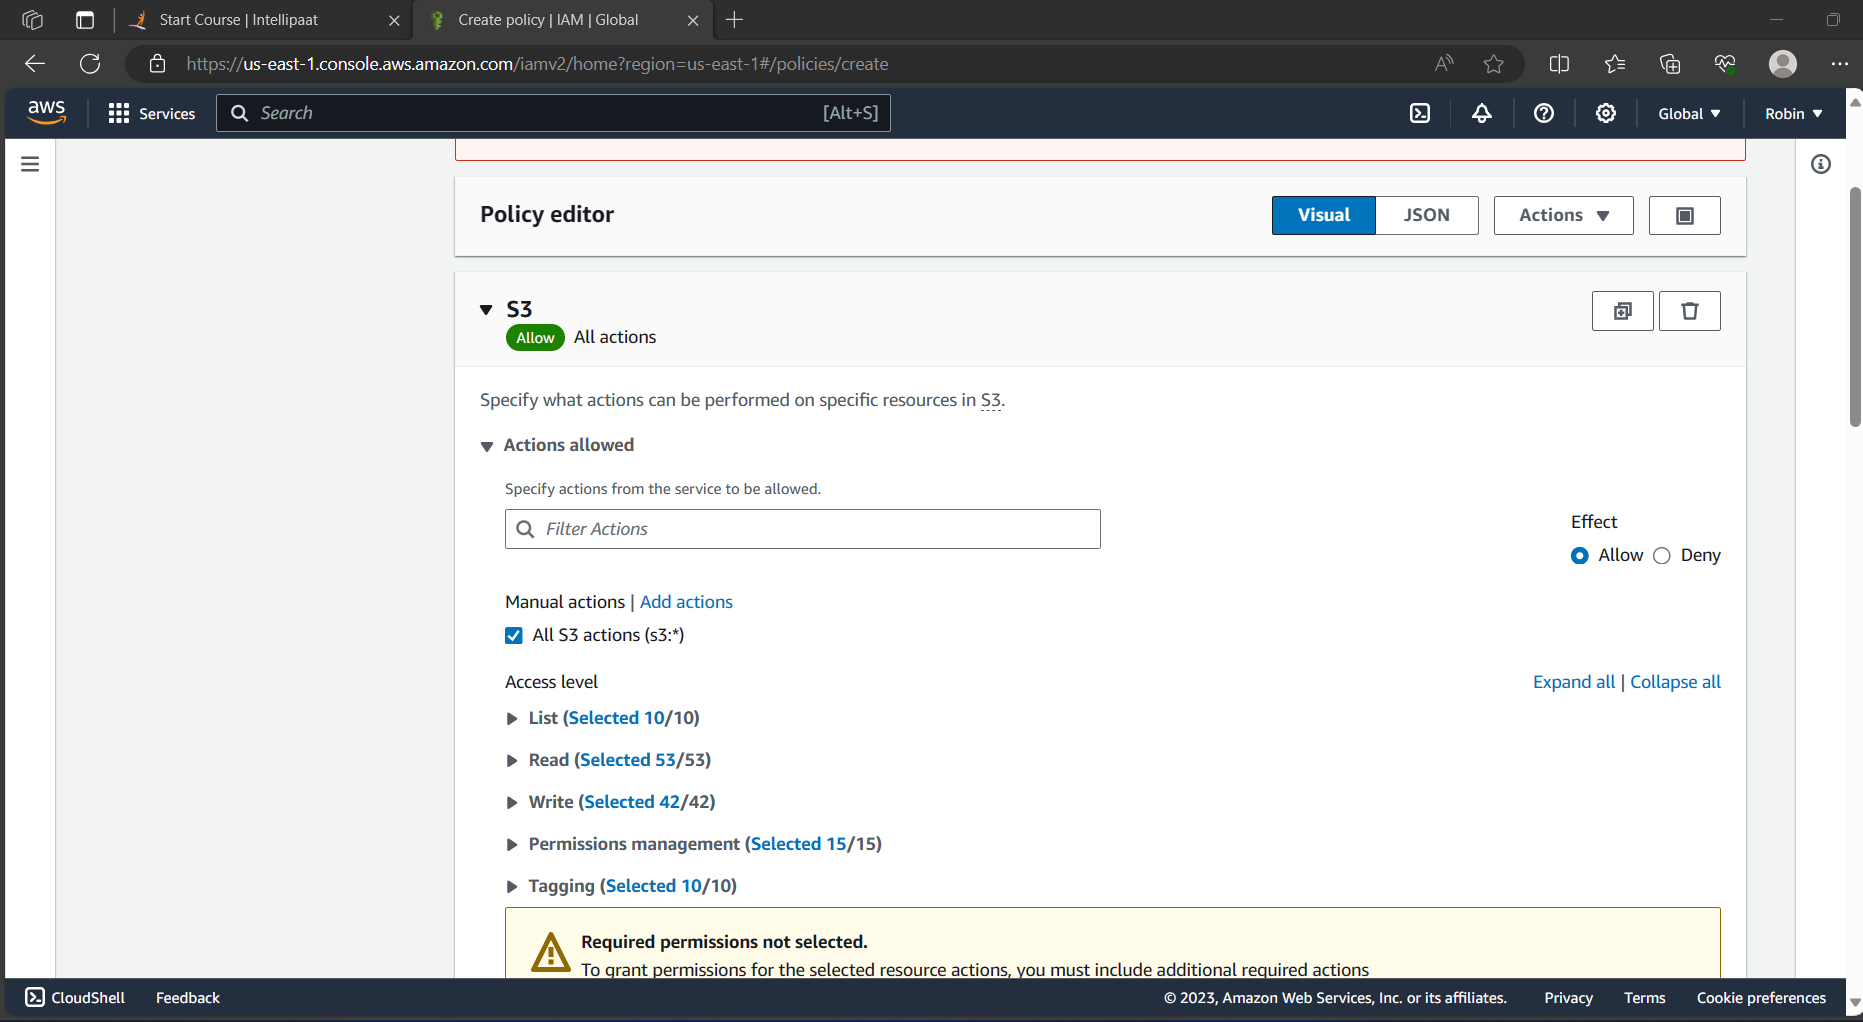 Start Course | Intellipaat
Create policy | IAM | Global
https://us-east-1.console.aws.amazon.com/iamv2/home?region=us-east-1#/policies/create
aws
Services
Search
[Alt+S]
Global
Robin
Policy editor
Visual
JSON
Actions
S3
Allow
All actions
Specify what actions can be performed on specific resources in S3.
Actions allowed
Specify actions from the service to be allowed.
Filter Actions
Effect
Allow
Deny
Manual actions | Add actions
All S3 actions (s3:*)
Access level
Expand all | Collapse all
List (Selected 10/10)
Read (Selected 53/53)
Write (Selected 42/42)
Permissions management (Selected 15/15)
Tagging (Selected 10/10)
Required permissions not selected.
To grant permissions for the selected resource actions, you must include additional required actions
CloudShell
Feedback
© 2023, Amazon Web Services, Inc. or its affiliates.
Privacy
Terms
Cookie preferences